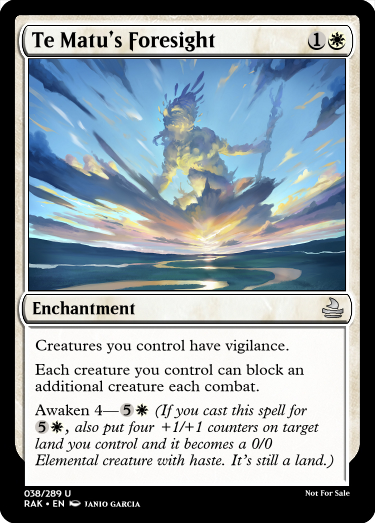 Te Matu's Foresight 1
Enchantment
Creatures you control have vigilance.
Each creature you control can block an
additional creature each combat.
Awaken 4—5 (If you cast this spell for
5, also put four +1/+1 counters on target
land you control and it becomes a 0/0
Elemental creature with haste. It's still a land.)
038/289 U Not For Sale
RAK • EN JANIO GARCIA